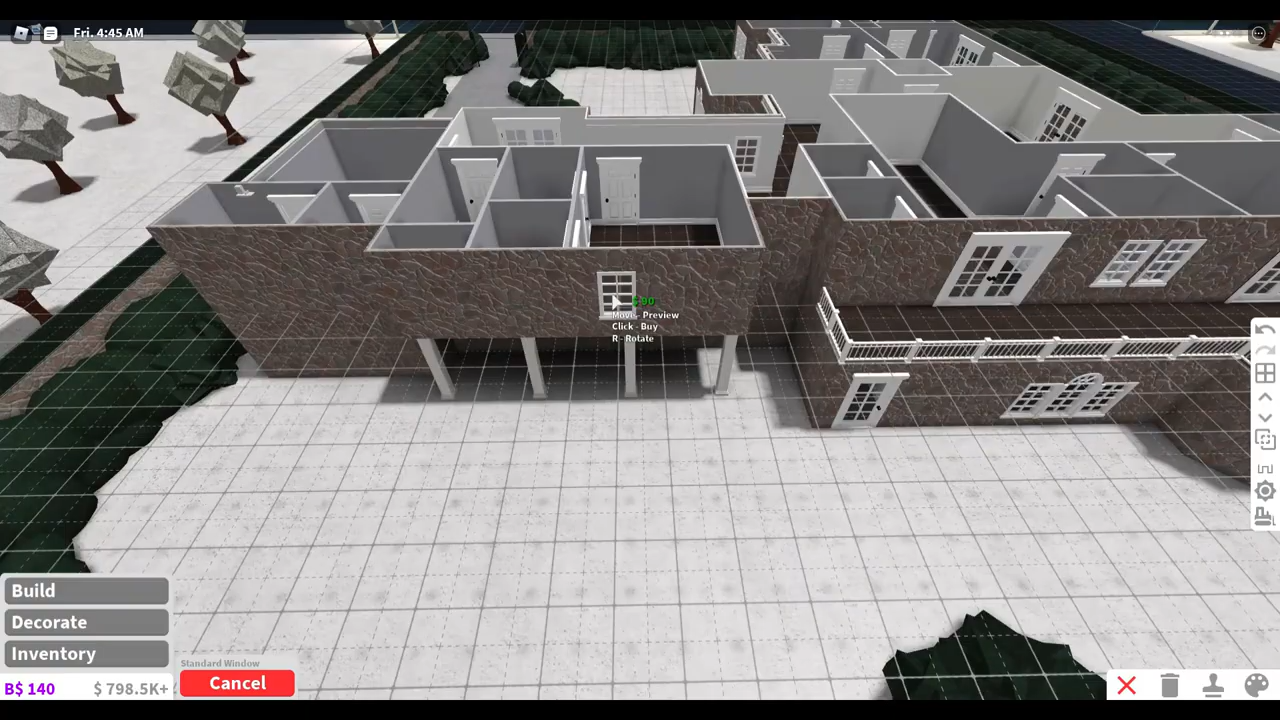 Fri. 4:45 AM
$ 90
Move - Preview
Click - Buy
R - Rotate
Build
Decorate
Inventory
Standard Window
B$ 140
$ 798.5K+
Cancel